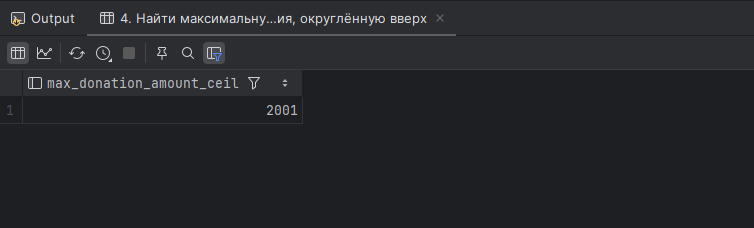 Output
4. Найти максимальну...ия, округлённую вверх
max_donation_amount_ceil
1 2001